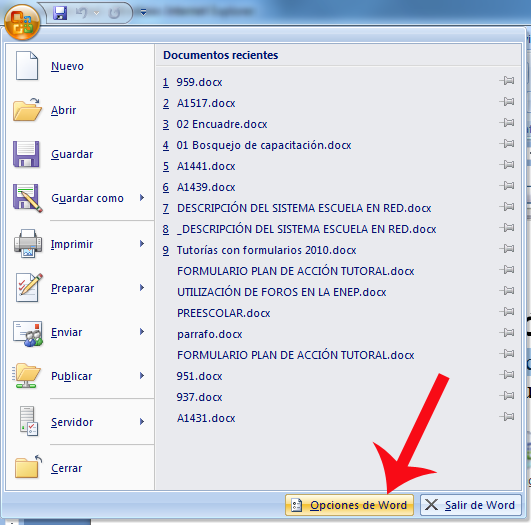 Internet Explorer
Nuevo
Abrir
Guardar
Guardar como
Imprimir
Preparar
Enviar
Publicar
Servidor
Cerrar
Documentos recientes
1 959.docx
2 A1517.docx
3 02 Encuadre.docx
4 01 Bosquejo de capacitación.docx
5 A1441.docx
6 A1439.docx
7 DESCRIPCIÓN DEL SISTEMA ESCUELA EN RED.docx
8 _DESCRIPCIÓN DEL SISTEMA ESCUELA EN RED.docx
9 Tutorías con formularios 2010.docx
FORMULARIO PLAN DE ACCIÓN TUTORAL.docx
UTILIZACIÓN DE FOROS EN LA ENEP.docx
PREESCOLAR.docx
parrafo.docx
FORMULARIO PLAN DE ACCIÓN TUTORAL.docx
951.docx
937.docx
A1431.docx
Opciones de Word
Salir de Word